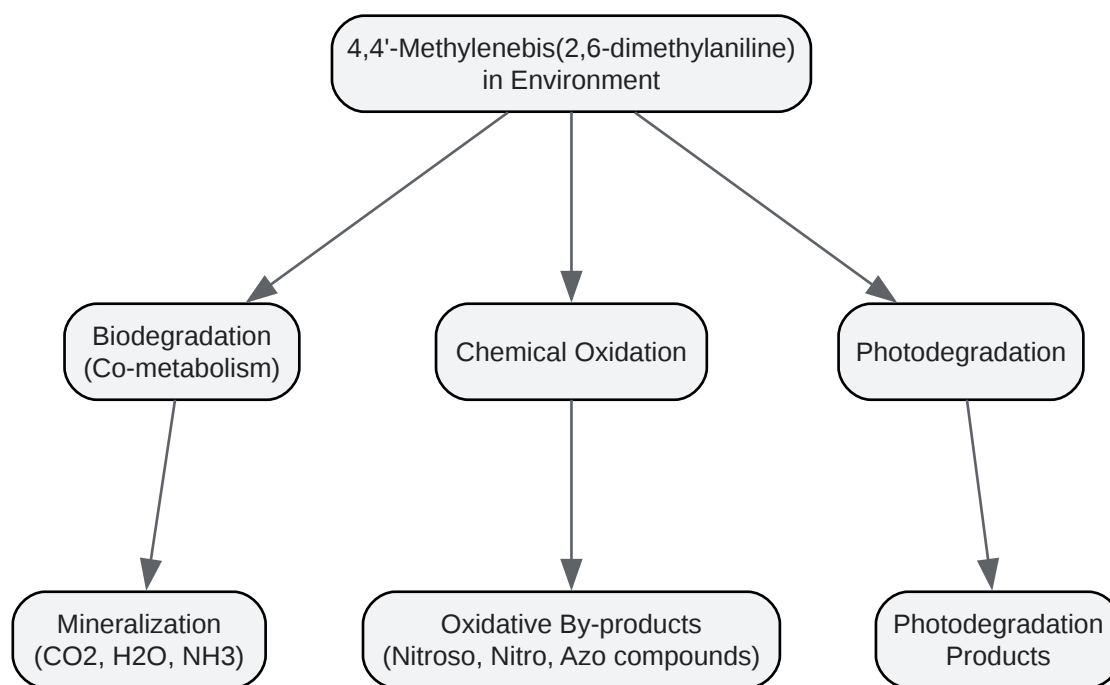 4,4'-Methylenebis(2,6-dimethylaniline)
in Environment
Biodegradation
(Co-metabolism)
Chemical Oxidation
Photodegradation
Mineralization
(CO2, H2O, NH3)
Oxidative By-products
(Nitroso, Nitro, Azo compounds)
Photodegradation
Products